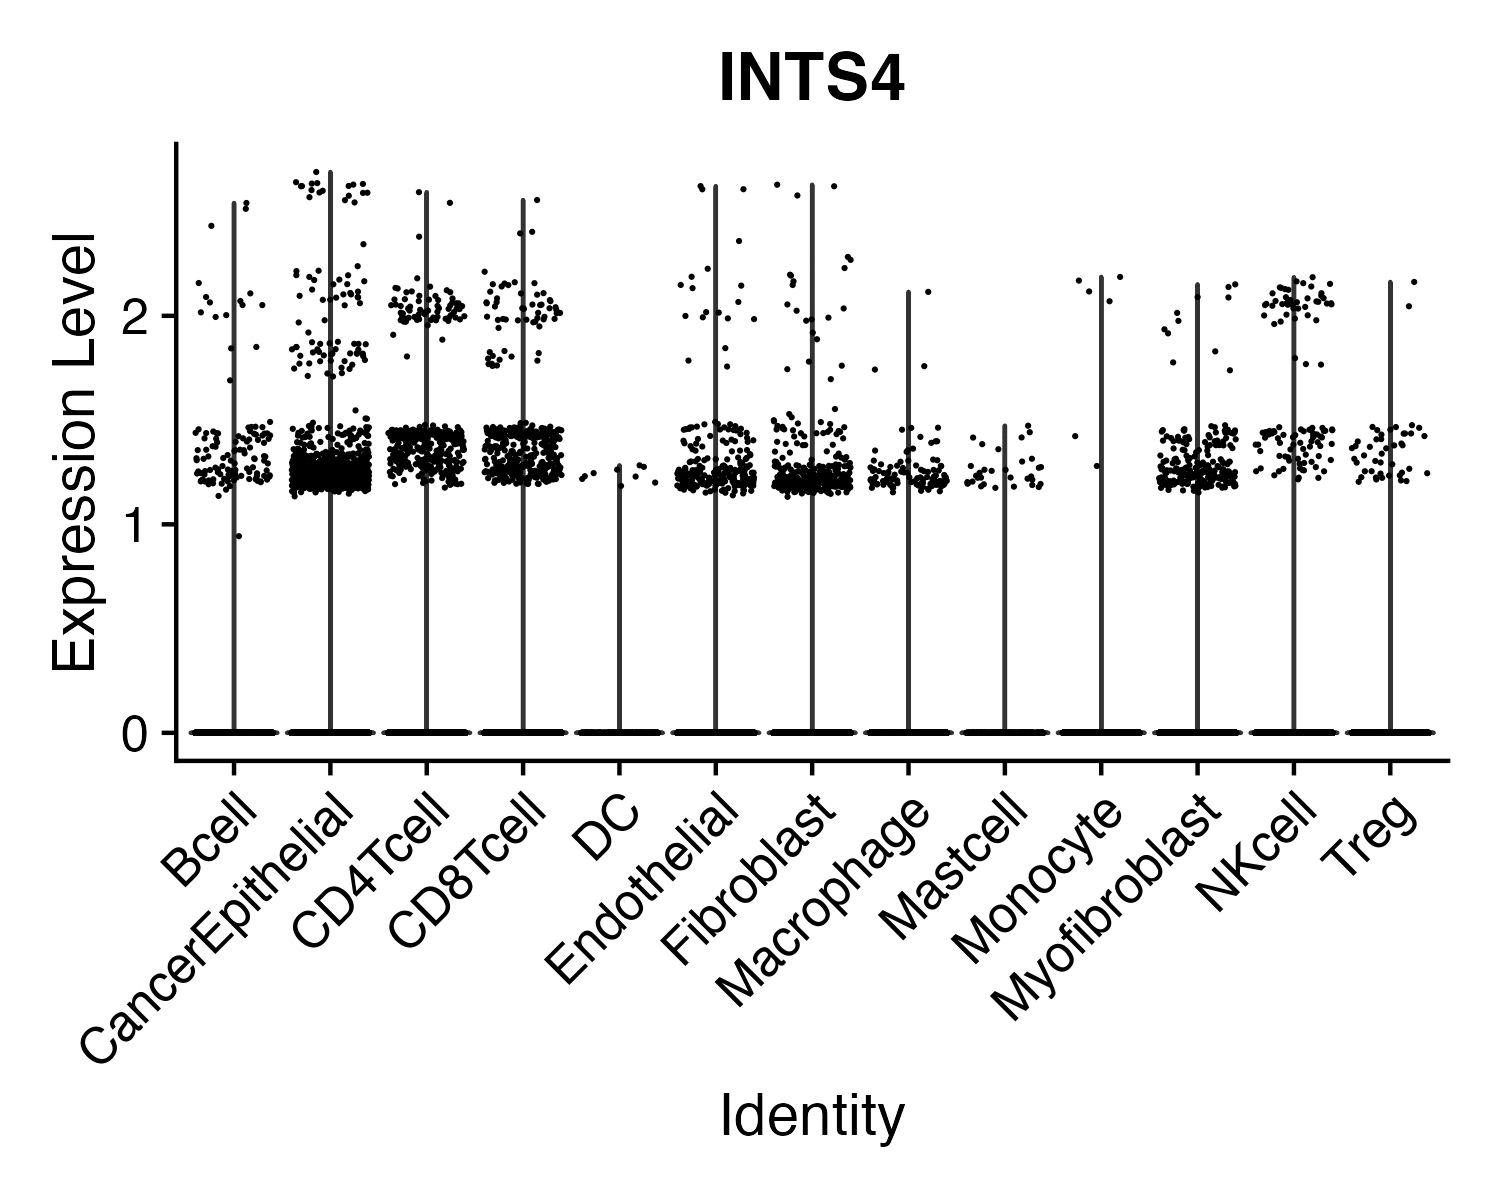 INTS4
Expression Level
2
1
0
Bcell
CancerEpithelial
CD4Tcell
CD8Tcell
DC
Endothelial
Fibroblast
Macrophage
Mastcell
Monocyte
Myofibroblast
NKcell
Treg
Identity